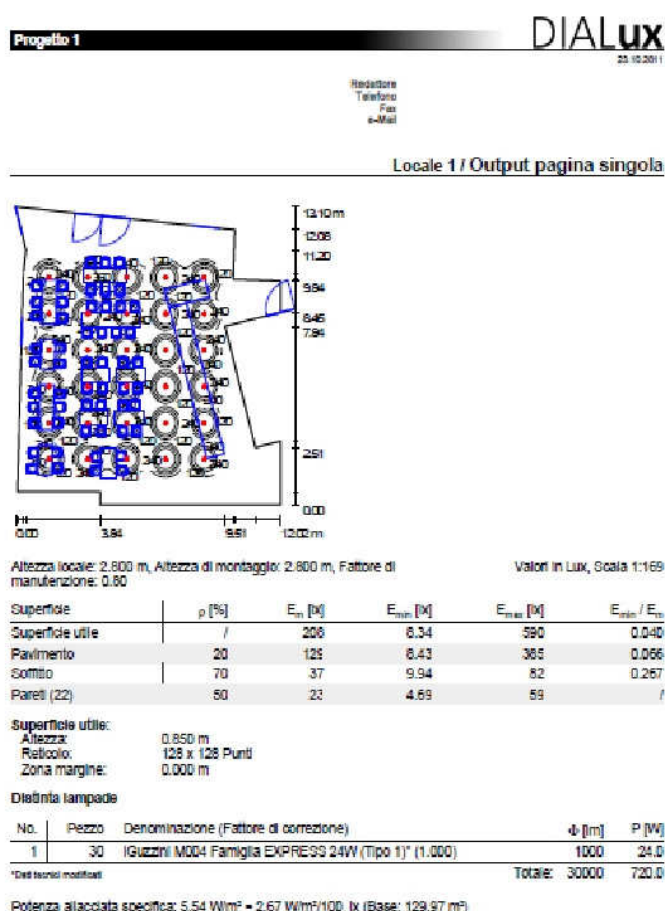 Progetto 1
DIALux
23.10.2011
Redattore
Telefono
Fax
e-Mail
Locale 1 / Output pagina singola
13.10 m
12.08
11.20
9.94
8.45
7.94
2.51
0.00
0.00 3.84 9.61 12.02 m
Altezza locale: 2.800 m, Altezza di montaggio: 2.800 m, Fattore di
manutenzione: 0.80
Valori in Lux, Scala 1:169
Superficie ρ [%] Em [lx] Emin [lx] Emax [lx] Emin / Em
Superficie utile / 208 8.34 590 0.040
Pavimento 20 129 8.43 385 0.066
Soffitto 70 37 9.94 82 0.267
Pareti (22) 50 23 4.69 59 /
Superficie utile:
Altezza: 0.850 m
Reticolo: 128 x 128 Punti
Zona margine: 0.000 m
Distinta lampade
No. Pezzo Denominazione (Fattore di correzione) Φ [lm] P [W]
1 30 iGuzzini M004 Famiglia EXPRESS 24W (Tipo 1)* (1.000) 1000 24.0
*Dati tecnici modificati
Totale: 30000 720.0
Potenza allacciata specifica: 5.54 W/m² = 2.67 W/m²/100 lx (Base: 129.97 m²)